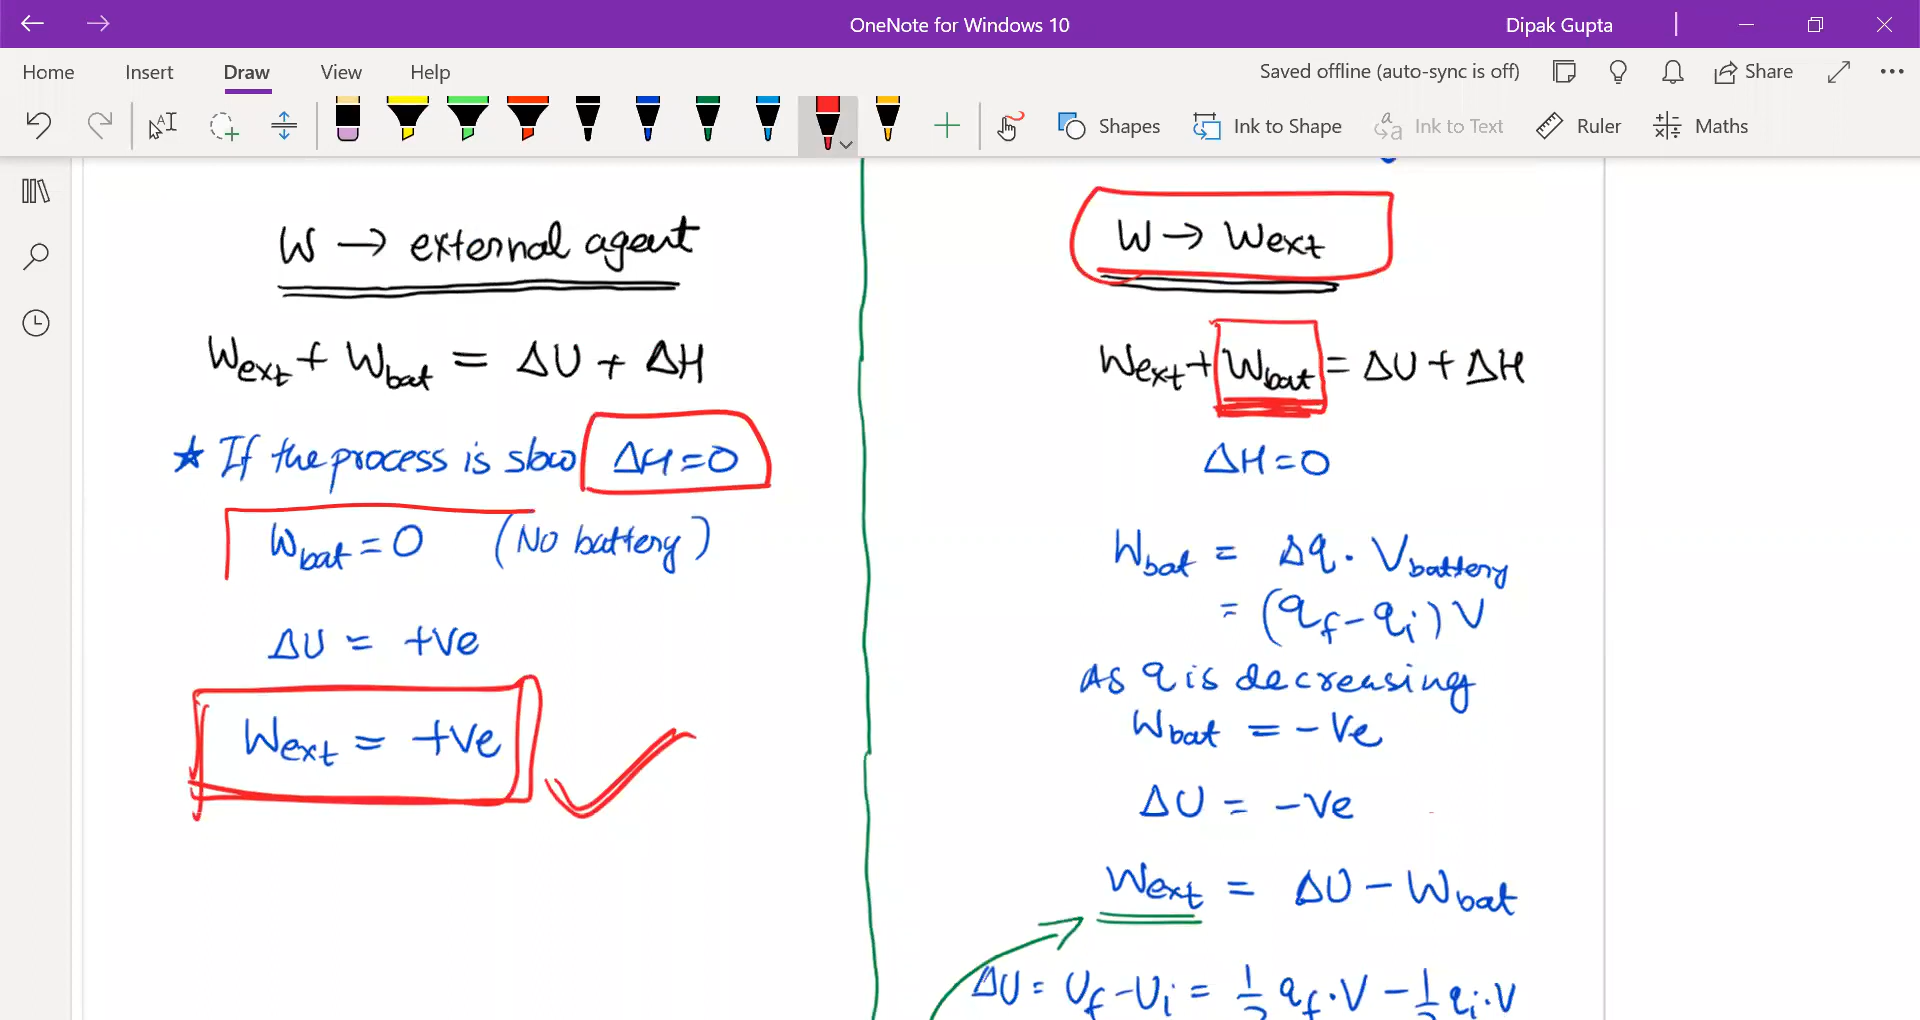 OneNote for Windows 10
Dipak Gupta
Home Insert Draw View Help
Saved offline (auto-sync is off)
Share
Shapes
Ink to Shape
Ink to Text
Ruler
Maths
W → external agent
Wext + Wbat = ΔU + ΔH
★ If the process is slow ΔH=0
Wbat = 0 (No battery)
ΔU = +ve
Wext = +ve
W → Wext
Wext + Wbat = ΔU + ΔH
ΔH=0
Wbat = Δq. Vbattery
= (qf - qi) V
As q is decreasing
Wbat = -ve
ΔU = -ve
Wext = ΔU - Wbat
ΔU = Uf - Ui = 1/2 qf.V - 1/2 qi.V